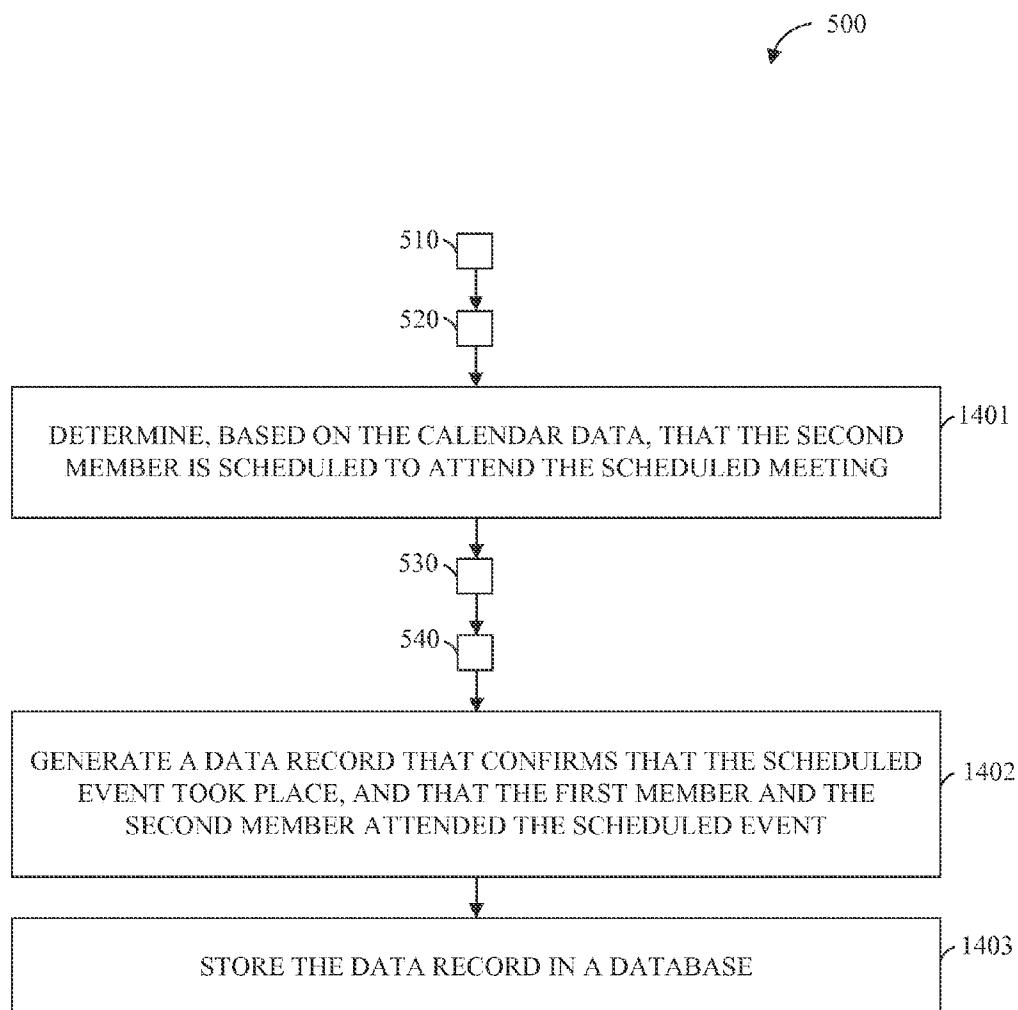 500
510
520
DETERMINE, BASED ON THE CALENDAR DATA, THAT THE SECOND
MEMBER IS SCHEDULED TO ATTEND THE SCHEDULED MEETING
1401
530
540
GENERATE A DATA RECORD THAT CONFIRMS THAT THE SCHEDULED
EVENT TOOK PLACE, AND THAT THE FIRST MEMBER AND THE
SECOND MEMBER ATTENDED THE SCHEDULED EVENT
1402
STORE THE DATA RECORD IN A DATABASE
1403